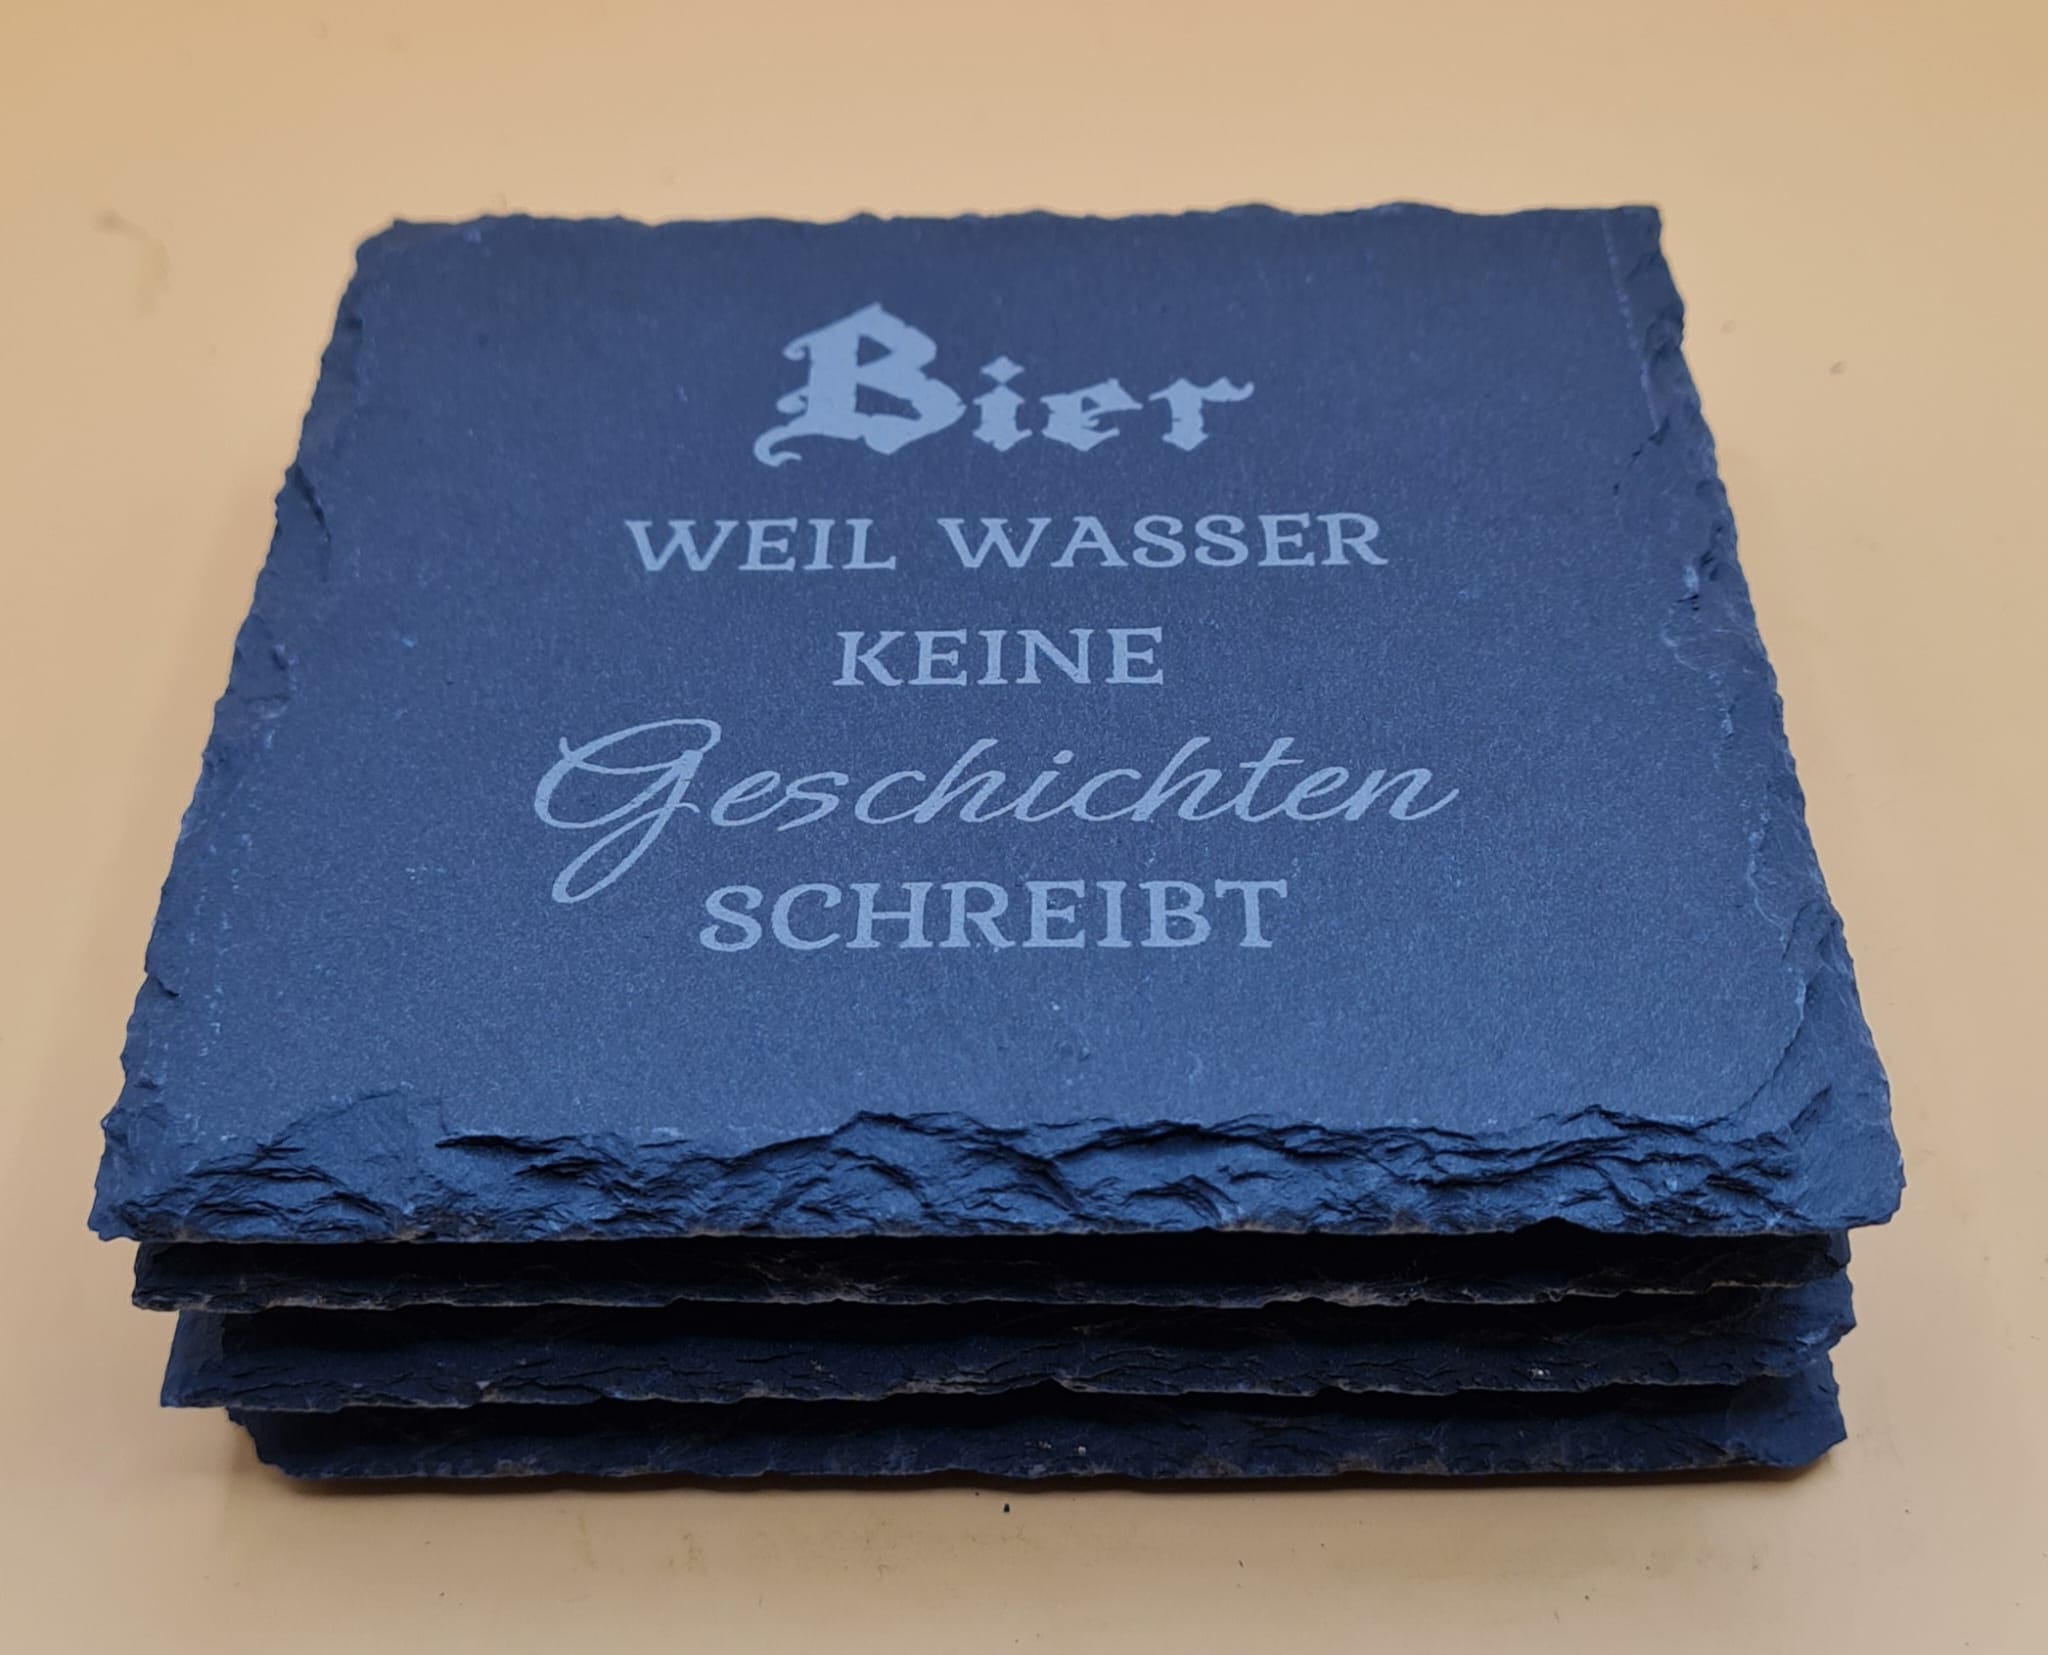 Bier
WEIL WASSER
KEINE
Geschichten
SCHREIBT